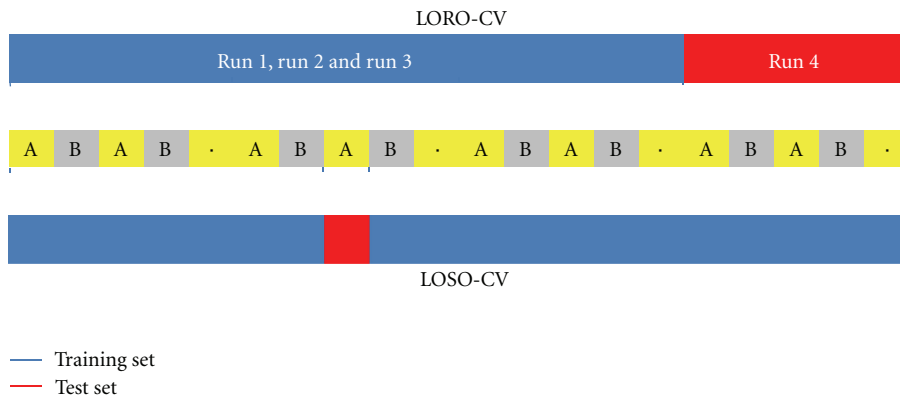 LORO-CV
Run 1, run 2 and run 3 Run 4
A B A B · A B A B · A B A B · A B A B ·
LOSO-CV
Training set
Test set